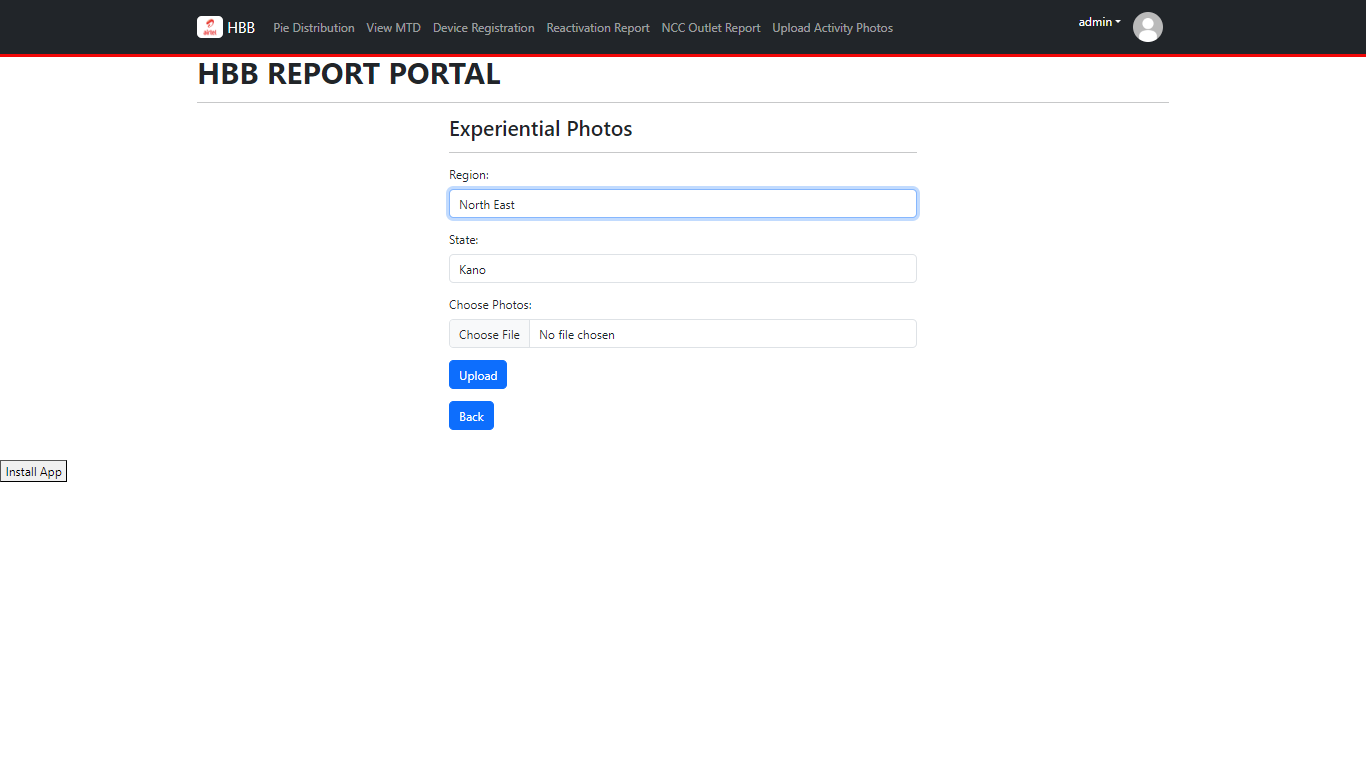 airtel HBB Pie Distribution View MTD Device Registration Reactivation Report NCC Outlet Report Upload Activity Photos admin
HBB REPORT PORTAL
Experiential Photos
Region:
North East
State:
Kano
Choose Photos:
Choose File No file chosen
Upload
Back
Install App